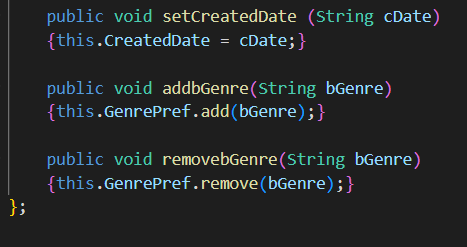 public void setCreatedDate (String cDate)
{this.CreatedDate = cDate;}
public void addbGenre(String bGenre)
{this.GenrePref.add(bGenre);}
public void removebGenre(String bGenre)
{this.GenrePref.remove(bGenre);}
};